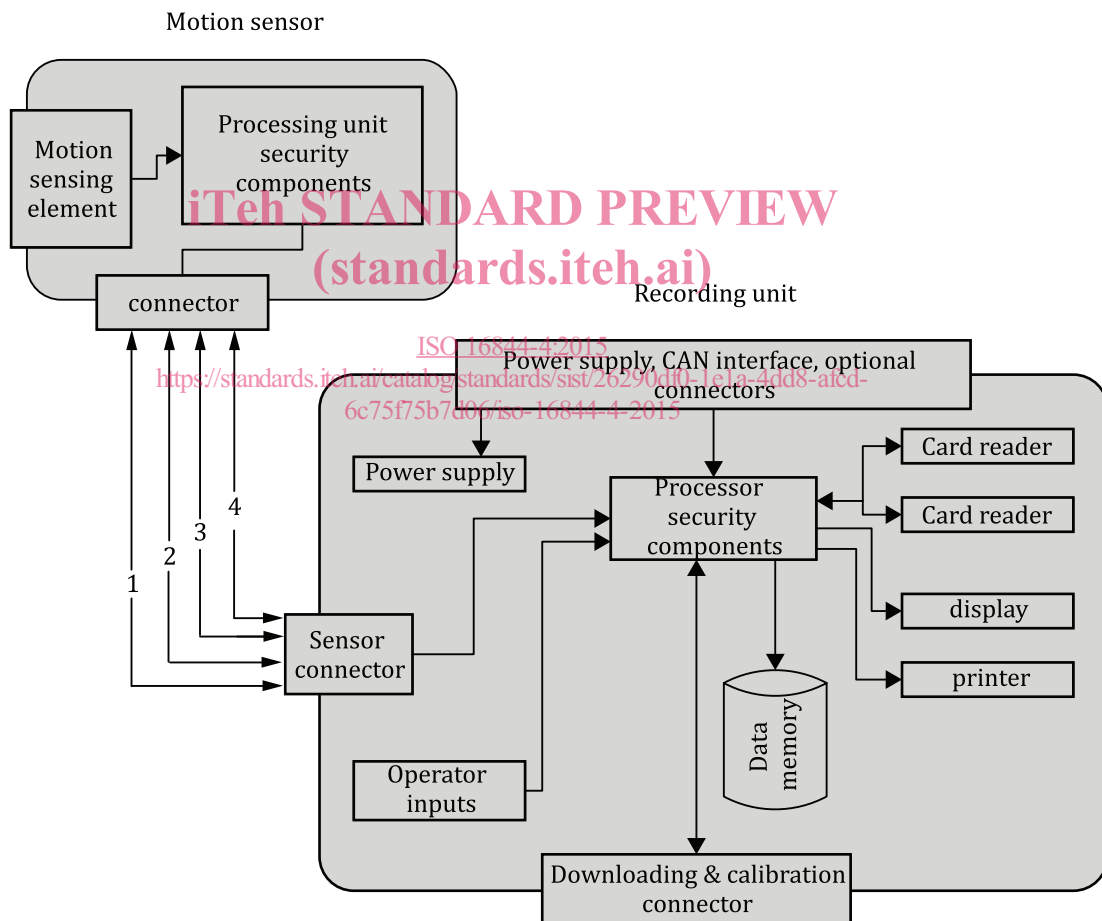 Motion sensor
Motion
sensing
element
Processing unit
security
components
iTeh STANDARD PREVIEW
(standards.iteh.ai)
connector
Recording unit
ISO 16844-4:2015
https://standards.iteh.ai/catalog/standards/sist/26290df0-1e1a-4dd8-afcd-
6c75f75b7d06/iso-16844-4-2015
Power supply, CAN interface, optional
connectors
Power supply
Processor
security
components
Card reader
Card reader
1
2
3
4
Sensor
connector
display
printer
Data
memory
Operator
inputs
Downloading & calibration
connector